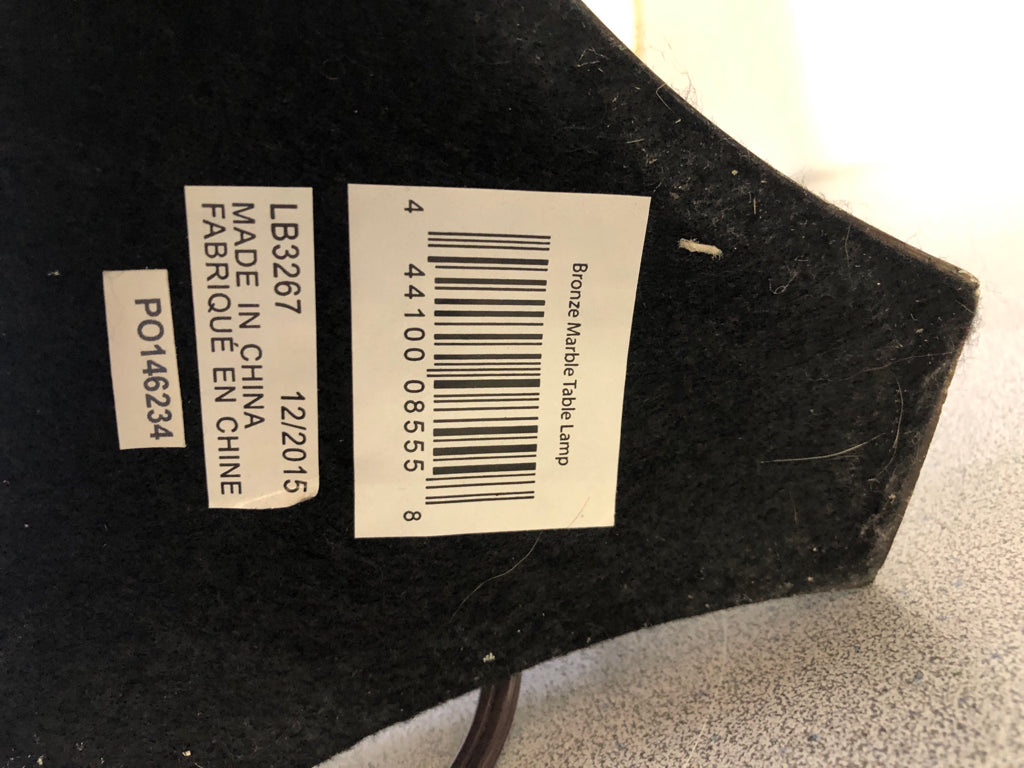 Bronze Marble Table Lamp
4 44100 08555 8
LB3267 12/2015
MADE IN CHINA
FABRIQUÉ EN CHINE
PO146234